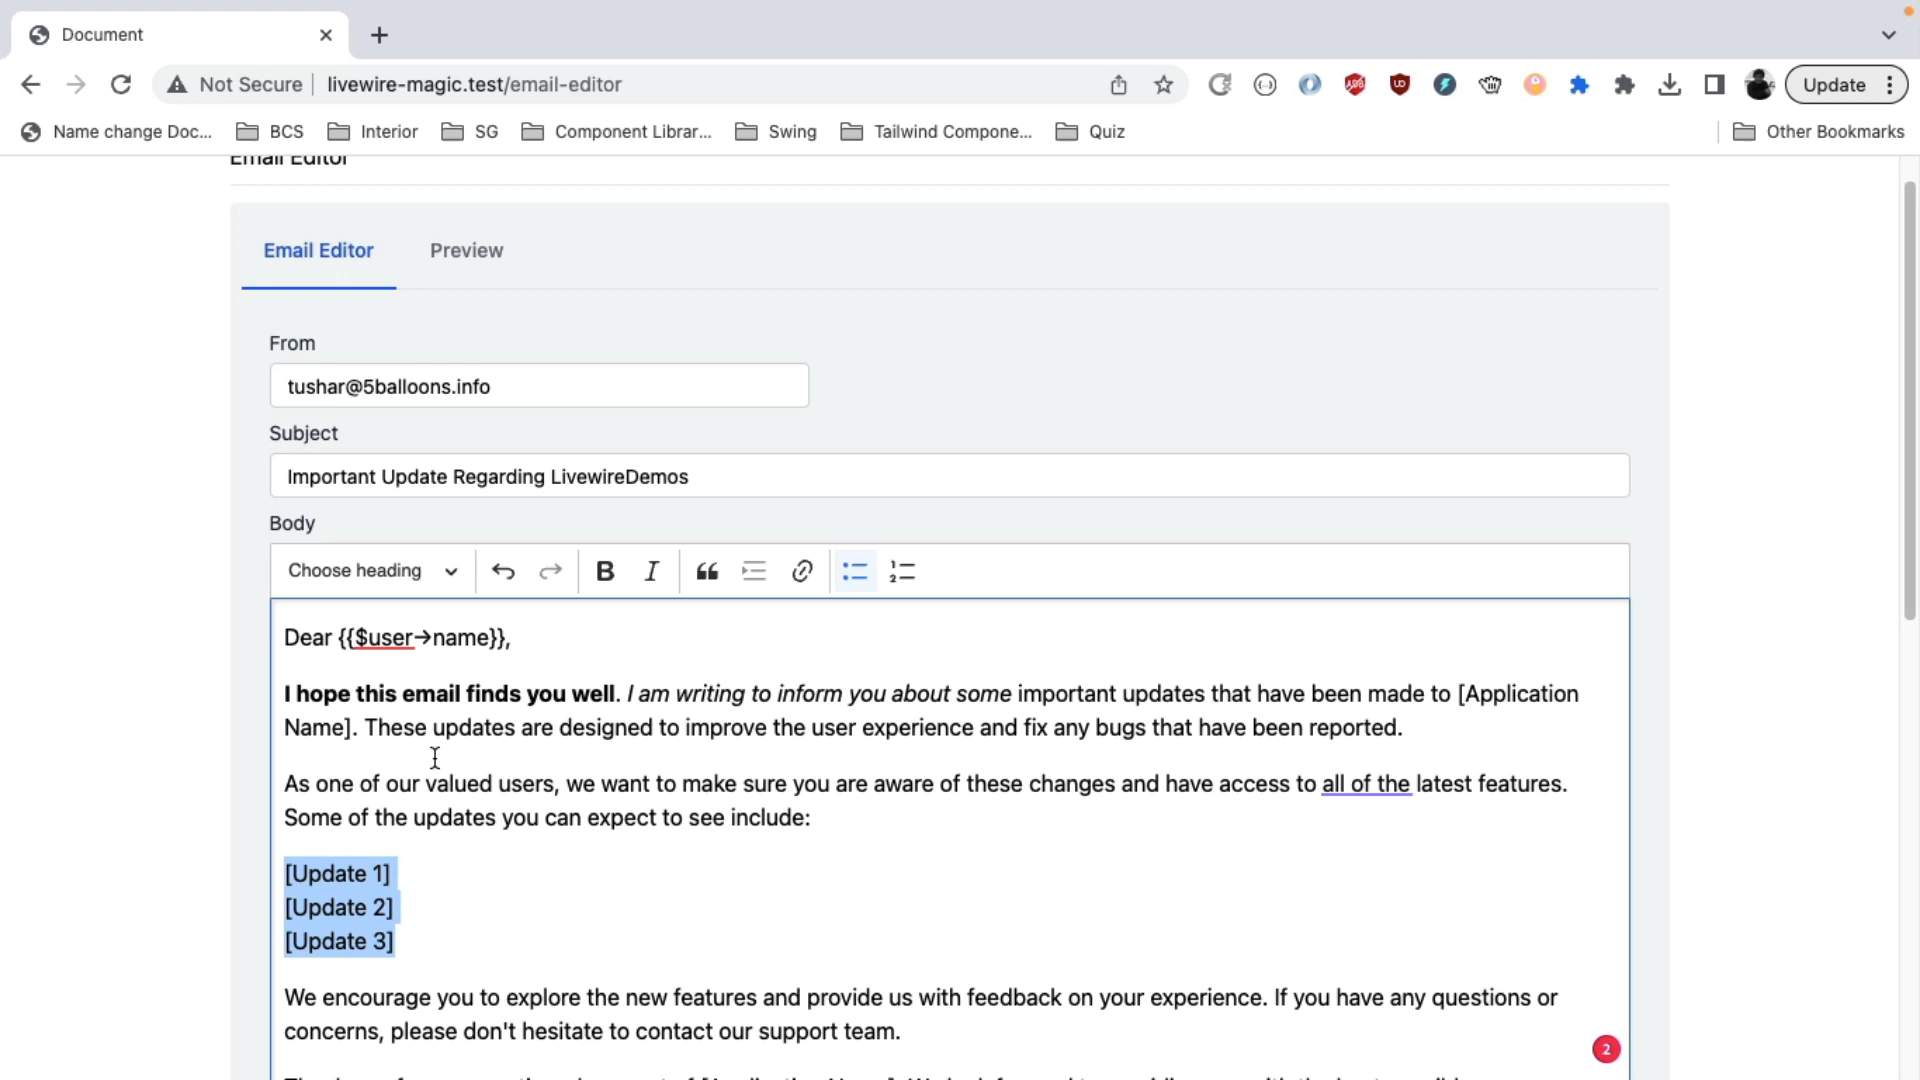 Document
Not Secure livewire-magic.test/email-editor
Update
Name change Doc... BCS Interior SG Component Librar... Swing Tailwind Compone... Quiz Other Bookmarks
Email Editor
Email Editor Preview
From
tushar@5balloons.info
Subject
Important Update Regarding LivewireDemos
Body
Choose heading
Dear {{$user→name}},
I hope this email finds you well. I am writing to inform you about some important updates that have been made to [Application
Name]. These updates are designed to improve the user experience and fix any bugs that have been reported.
As one of our valued users, we want to make sure you are aware of these changes and have access to all of the latest features.
Some of the updates you can expect to see include:
[Update 1]
[Update 2]
[Update 3]
We encourage you to explore the new features and provide us with feedback on your experience. If you have any questions or
concerns, please don't hesitate to contact our support team.
2